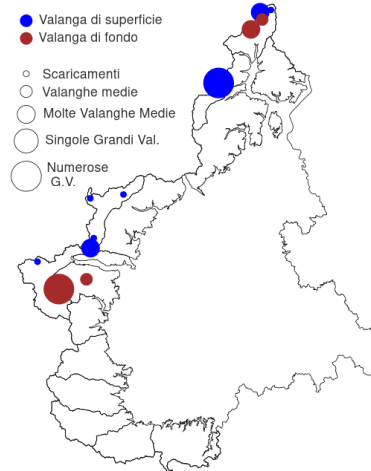 Valanga di superficie
Valanga di fondo
Scaricamenti
Valanghe medie
Molte Valanghe Medie
Singole Grandi Val.
Numerose
G.V.